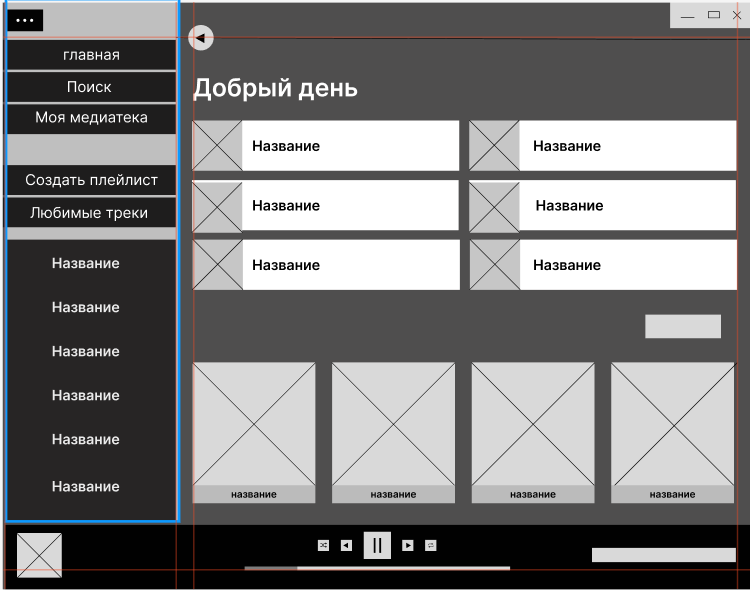 главная
Поиск
Моя медиатека
Создать плейлист
Любимые треки
Название
Название
Название
Название
Название
Название
Добрый день
Название
Название
Название
Название
Название
Название
название
название
название
название